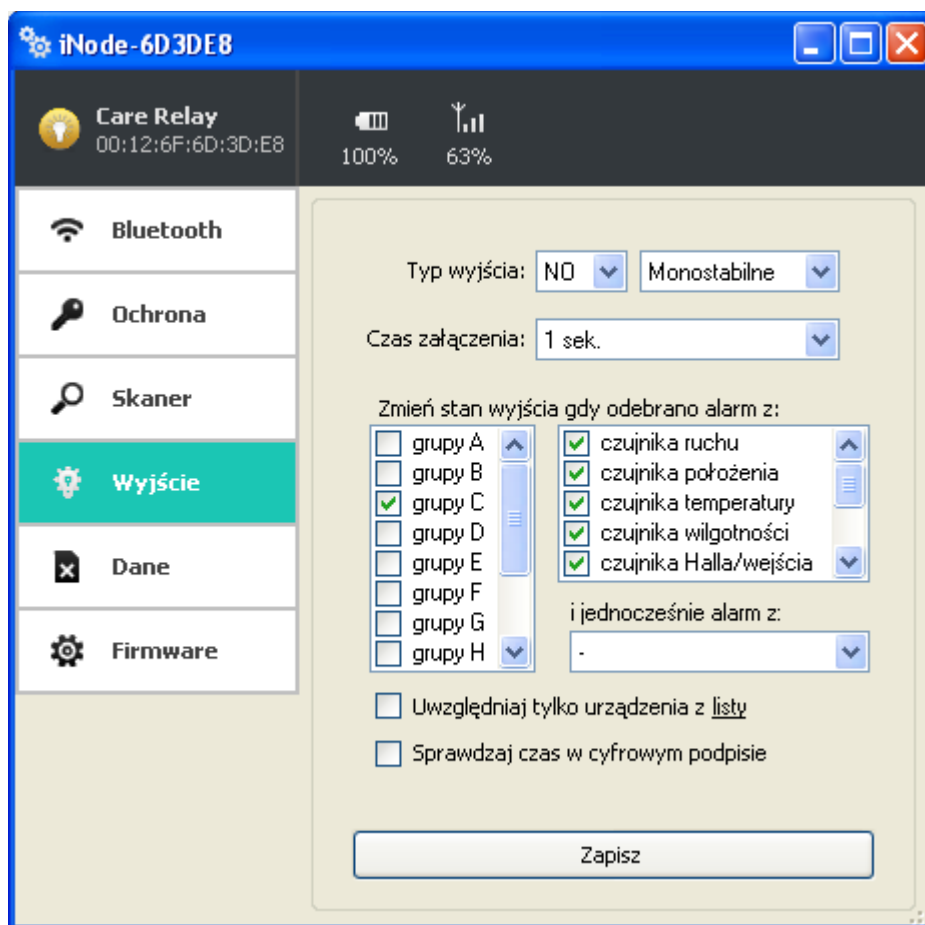 iNode-6D3DE8
Care Relay
00:12:6F:6D:3D:E8
100%
63%
Bluetooth
Ochrona
Skaner
Wyjście
Dane
Firmware
Typ wyjścia: NO Monostabilne
Czas załączenia: 1 sek.
Zmień stan wyjścia gdy odebrano alarm z:
grupy A
grupy B
grupy C
grupy D
grupy E
grupy F
grupy G
grupy H
czujnika ruchu
czujnika położenia
czujnika temperatury
czujnika wilgotności
czujnika Halla/wejścia
i jednocześnie alarm z:
-
Uwzględniaj tylko urządzenia z listy
Sprawdzaj czas w cyfrowym podpisie
Zapisz